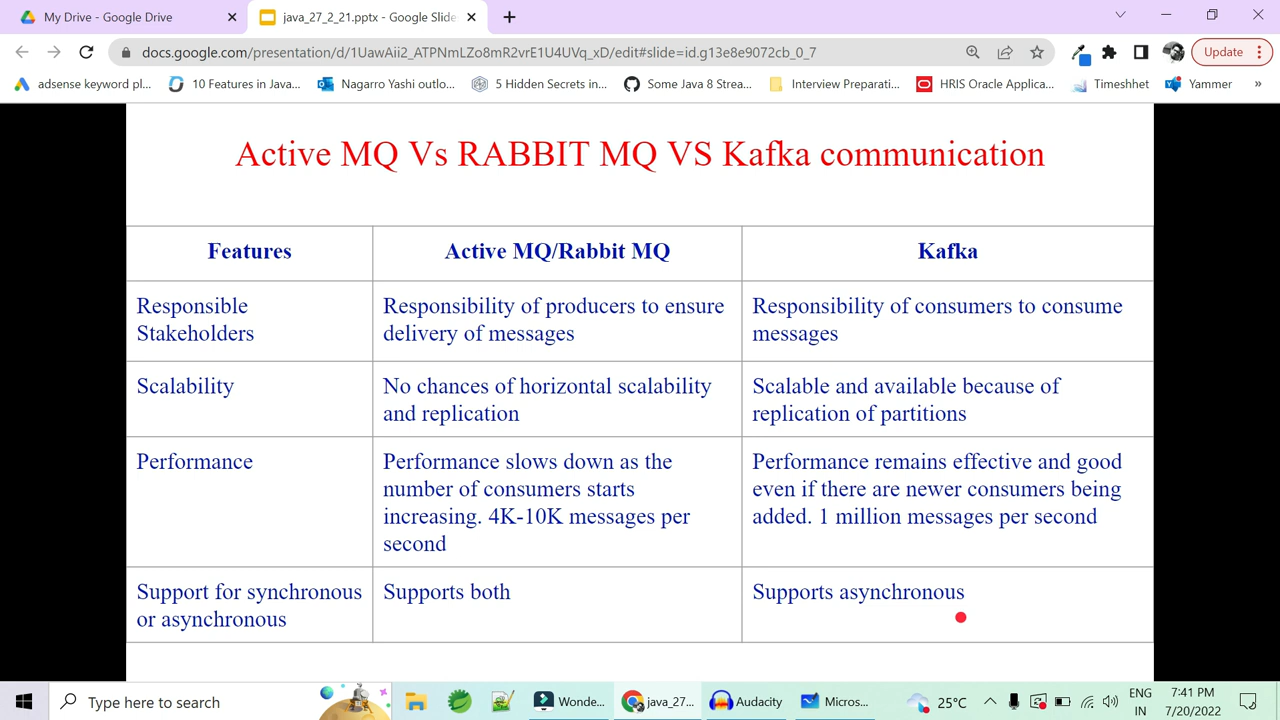 My Drive - Google Drive
java_27_2_21.pptx - Google Slide
docs.google.com/presentation/d/1UawAii2_ATPNmLZo8mR2vrE1U4UVq_xD/edit#slide=id.g13e8e9072cb_0_7
Update
adsense keyword pl...
10 Features in Java...
Nagarro Yashi outlo...
5 Hidden Secrets in...
Some Java 8 Strea...
Interview Preparati...
HRIS Oracle Applica...
Timeshhet
Yammer
»
Active MQ Vs RABBIT MQ VS Kafka communication
Features
Active MQ/Rabbit MQ
Kafka
Responsible
Stakeholders
Responsibility of producers to ensure
delivery of messages
Responsibility of consumers to consume
messages
Scalability
No chances of horizontal scalability
and replication
Scalable and available because of
replication of partitions
Performance
Performance slows down as the
number of consumers starts
increasing. 4K-10K messages per
second
Performance remains effective and good
even if there are newer consumers being
added. 1 million messages per second
Support for synchronous
or asynchronous
Supports both
Supports asynchronous
Type here to search
Wonde...
java_27...
Audacity
Micros...
25°C
ENG
IN
7:41 PM
7/20/2022